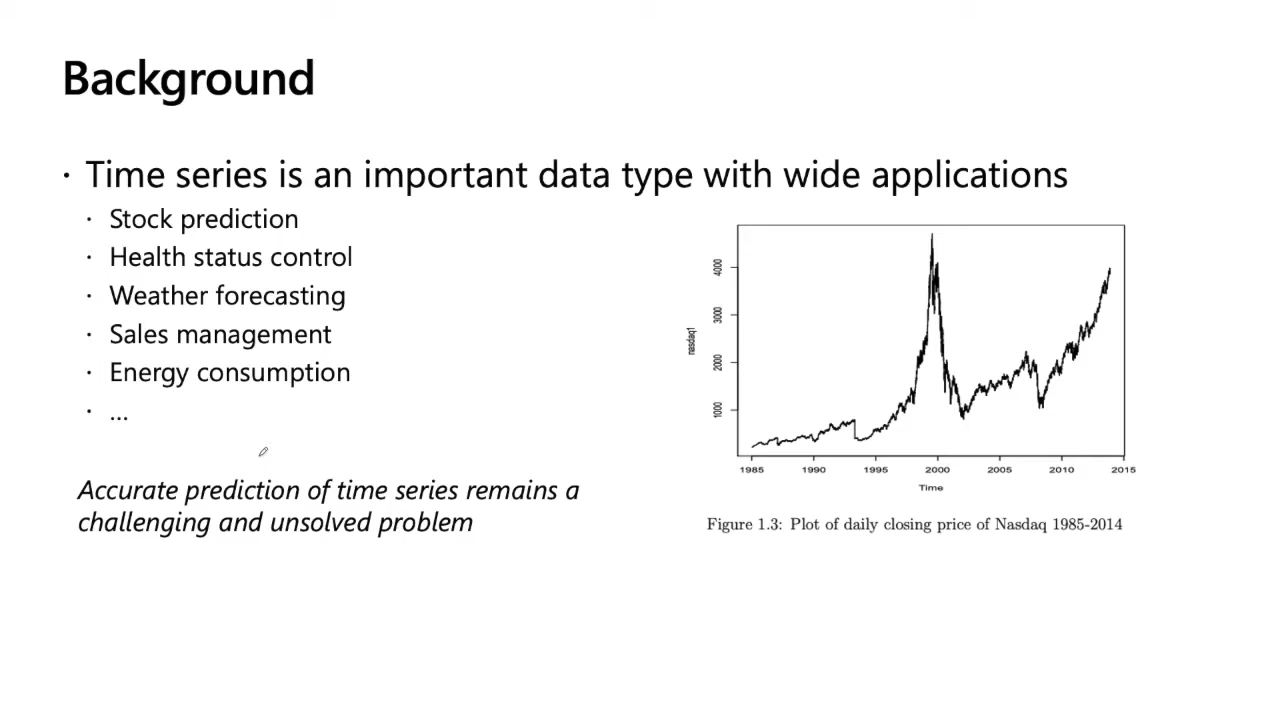 Background
· Time series is an important data type with wide applications
· Stock prediction
· Health status control
· Weather forecasting
· Sales management
· Energy consumption
· ...
Accurate prediction of time series remains a
challenging and unsolved problem
nasdaq1
4000
3000
2000
1000
1985 1990 1995 2000 2005 2010 2015
Time
Figure 1.3: Plot of daily closing price of Nasdaq 1985-2014